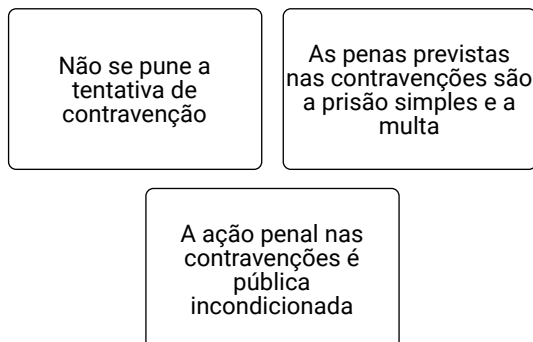 Não se pune a
tentativa de
contravenção
As penas previstas
nas contravenções são
a prisão simples e a
multa
A ação penal nas
contravenções é
pública
incondicionada